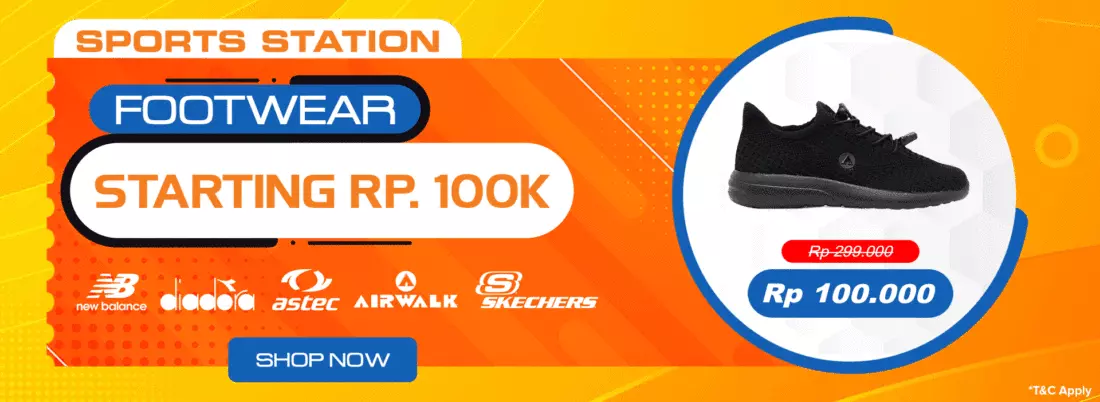 SPORTS STATION
FOOTWEAR
STARTING RP. 100K
new balance
diadora
astec
AIRWALK
SKECHERS
SHOP NOW
Rp 299.000
Rp 100.000
*T&C Apply